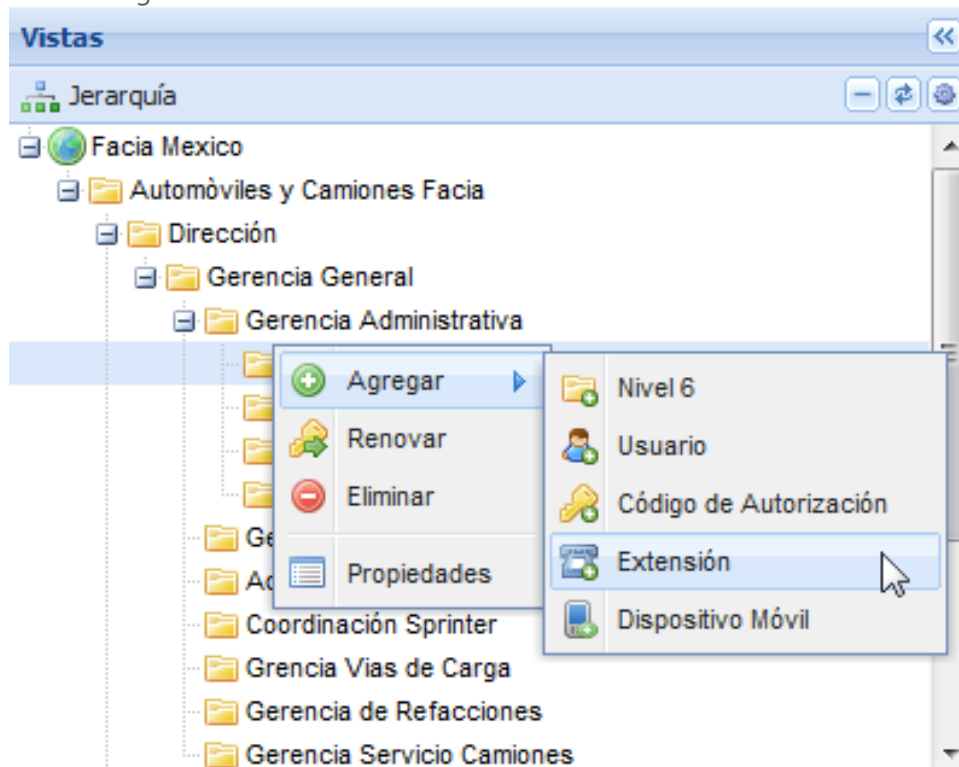 Vistas
Jerarquía
Facia Mexico
Automòviles y Camiones Facia
Dirección
Gerencia General
Gerencia Administrativa
Agregar
Renovar
Eliminar
Propiedades
Nivel 6
Usuario
Código de Autorización
Extensión
Dispositivo Móvil
Coordinación Sprinter
Grencia Vias de Carga
Gerencia de Refacciones
Gerencia Servicio Camiones